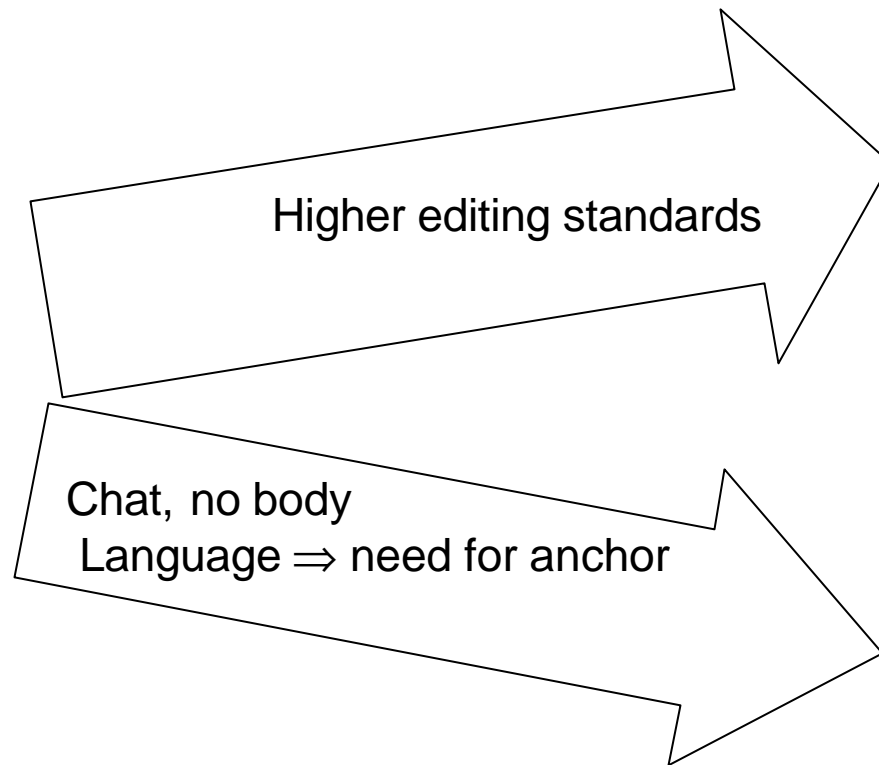 Higher editing standards
Chat, no body
Language ⇒ need for anchor